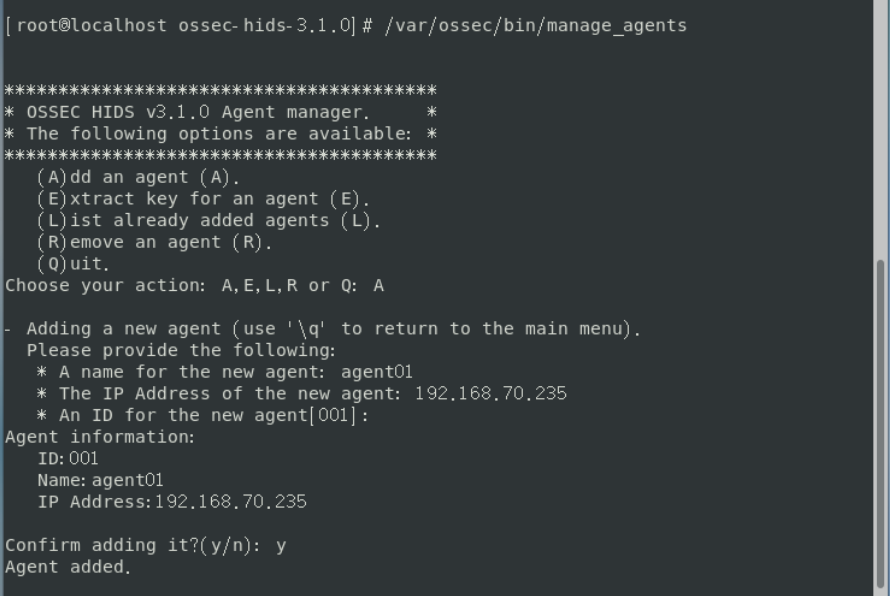 [root@localhost ossec-hids-3.1.0]# /var/ossec/bin/manage_agents
****************************************
* OSSEC HIDS v3.1.0 Agent manager.     *
* The following options are available: *
****************************************
   (A)dd an agent (A).
   (E)xtract key for an agent (E).
   (L)ist already added agents (L).
   (R)emove an agent (R).
   (Q)uit.
Choose your action: A,E,L,R or Q: A
- Adding a new agent (use '\q' to return to the main menu).
  Please provide the following:
   * A name for the new agent: agent01
   * The IP Address of the new agent: 192.168.70.235
   * An ID for the new agent[001]:
Agent information:
   ID:001
   Name:agent01
   IP Address:192.168.70.235
Confirm adding it?(y/n): y
Agent added.